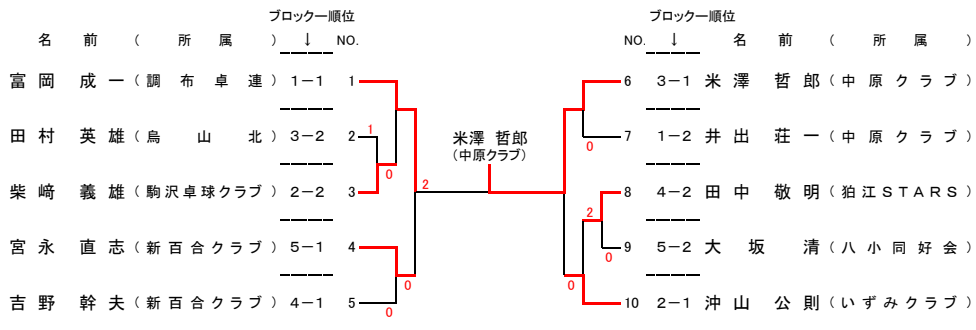 ブロックー順位 ブロックー順位
名 前 ( 所 属 ) ↓ NO. NO. ↓ 名 前 ( 所 属 )
富岡 成一 (調布卓連) 1－1 1 6 3－1 米澤 哲郎 (中原クラブ)
田村 英雄 (烏山北) 3－2 2 1 7 1－2 井出 荘一 (中原クラブ)
0
米澤 哲郎
(中原クラブ)
柴﨑 義雄 (駒沢卓球クラブ) 2－2 3 0 2 8 4－2 田中 敬明 (狛江STARS)
2
宮永 直志 (新百合クラブ) 5－1 4 9 5－2 大坂 清 (八小同好会)
0
0 0
吉野 幹夫 (新百合クラブ) 4－1 5 0 10 2－1 沖山 公則 (いずみクラブ)